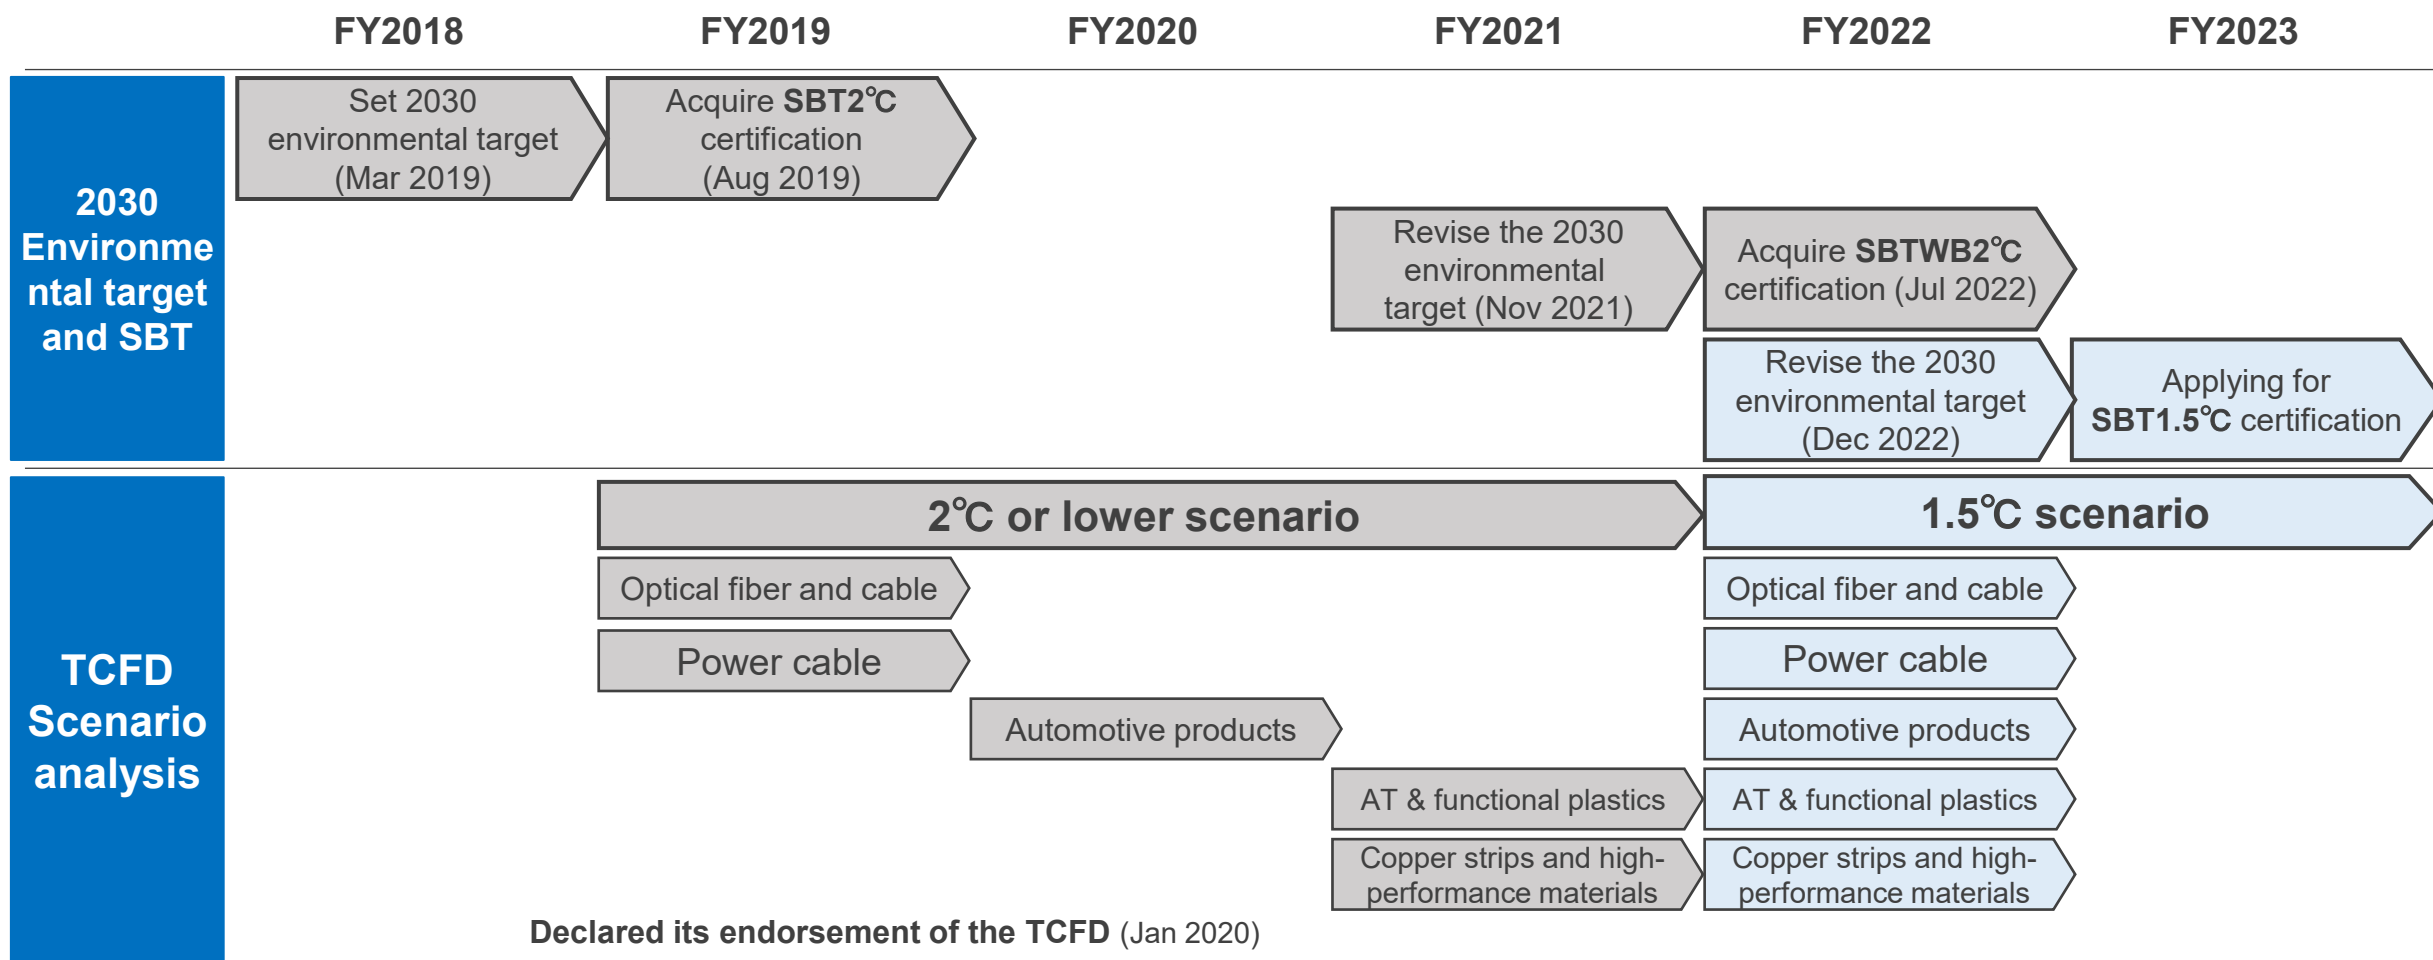 FY2018 FY2019 FY2020 FY2021 FY2022 FY2023
2030
Environme
ntal target
and SBT
Set 2030
environmental target
(Mar 2019)
Acquire SBT2℃
certification
(Aug 2019)
Revise the 2030
environmental
target (Nov 2021)
Acquire SBTWB2℃
certification (Jul 2022)
Revise the 2030
environmental target
(Dec 2022)
Applying for
SBT1.5℃ certification
TCFD
Scenario
analysis
2℃ or lower scenario
1.5℃ scenario
Optical fiber and cable
Optical fiber and cable
Power cable
Power cable
Automotive products
Automotive products
AT & functional plastics
AT & functional plastics
Copper strips and high-
performance materials
Copper strips and high-
performance materials
Declared its endorsement of the TCFD (Jan 2020)